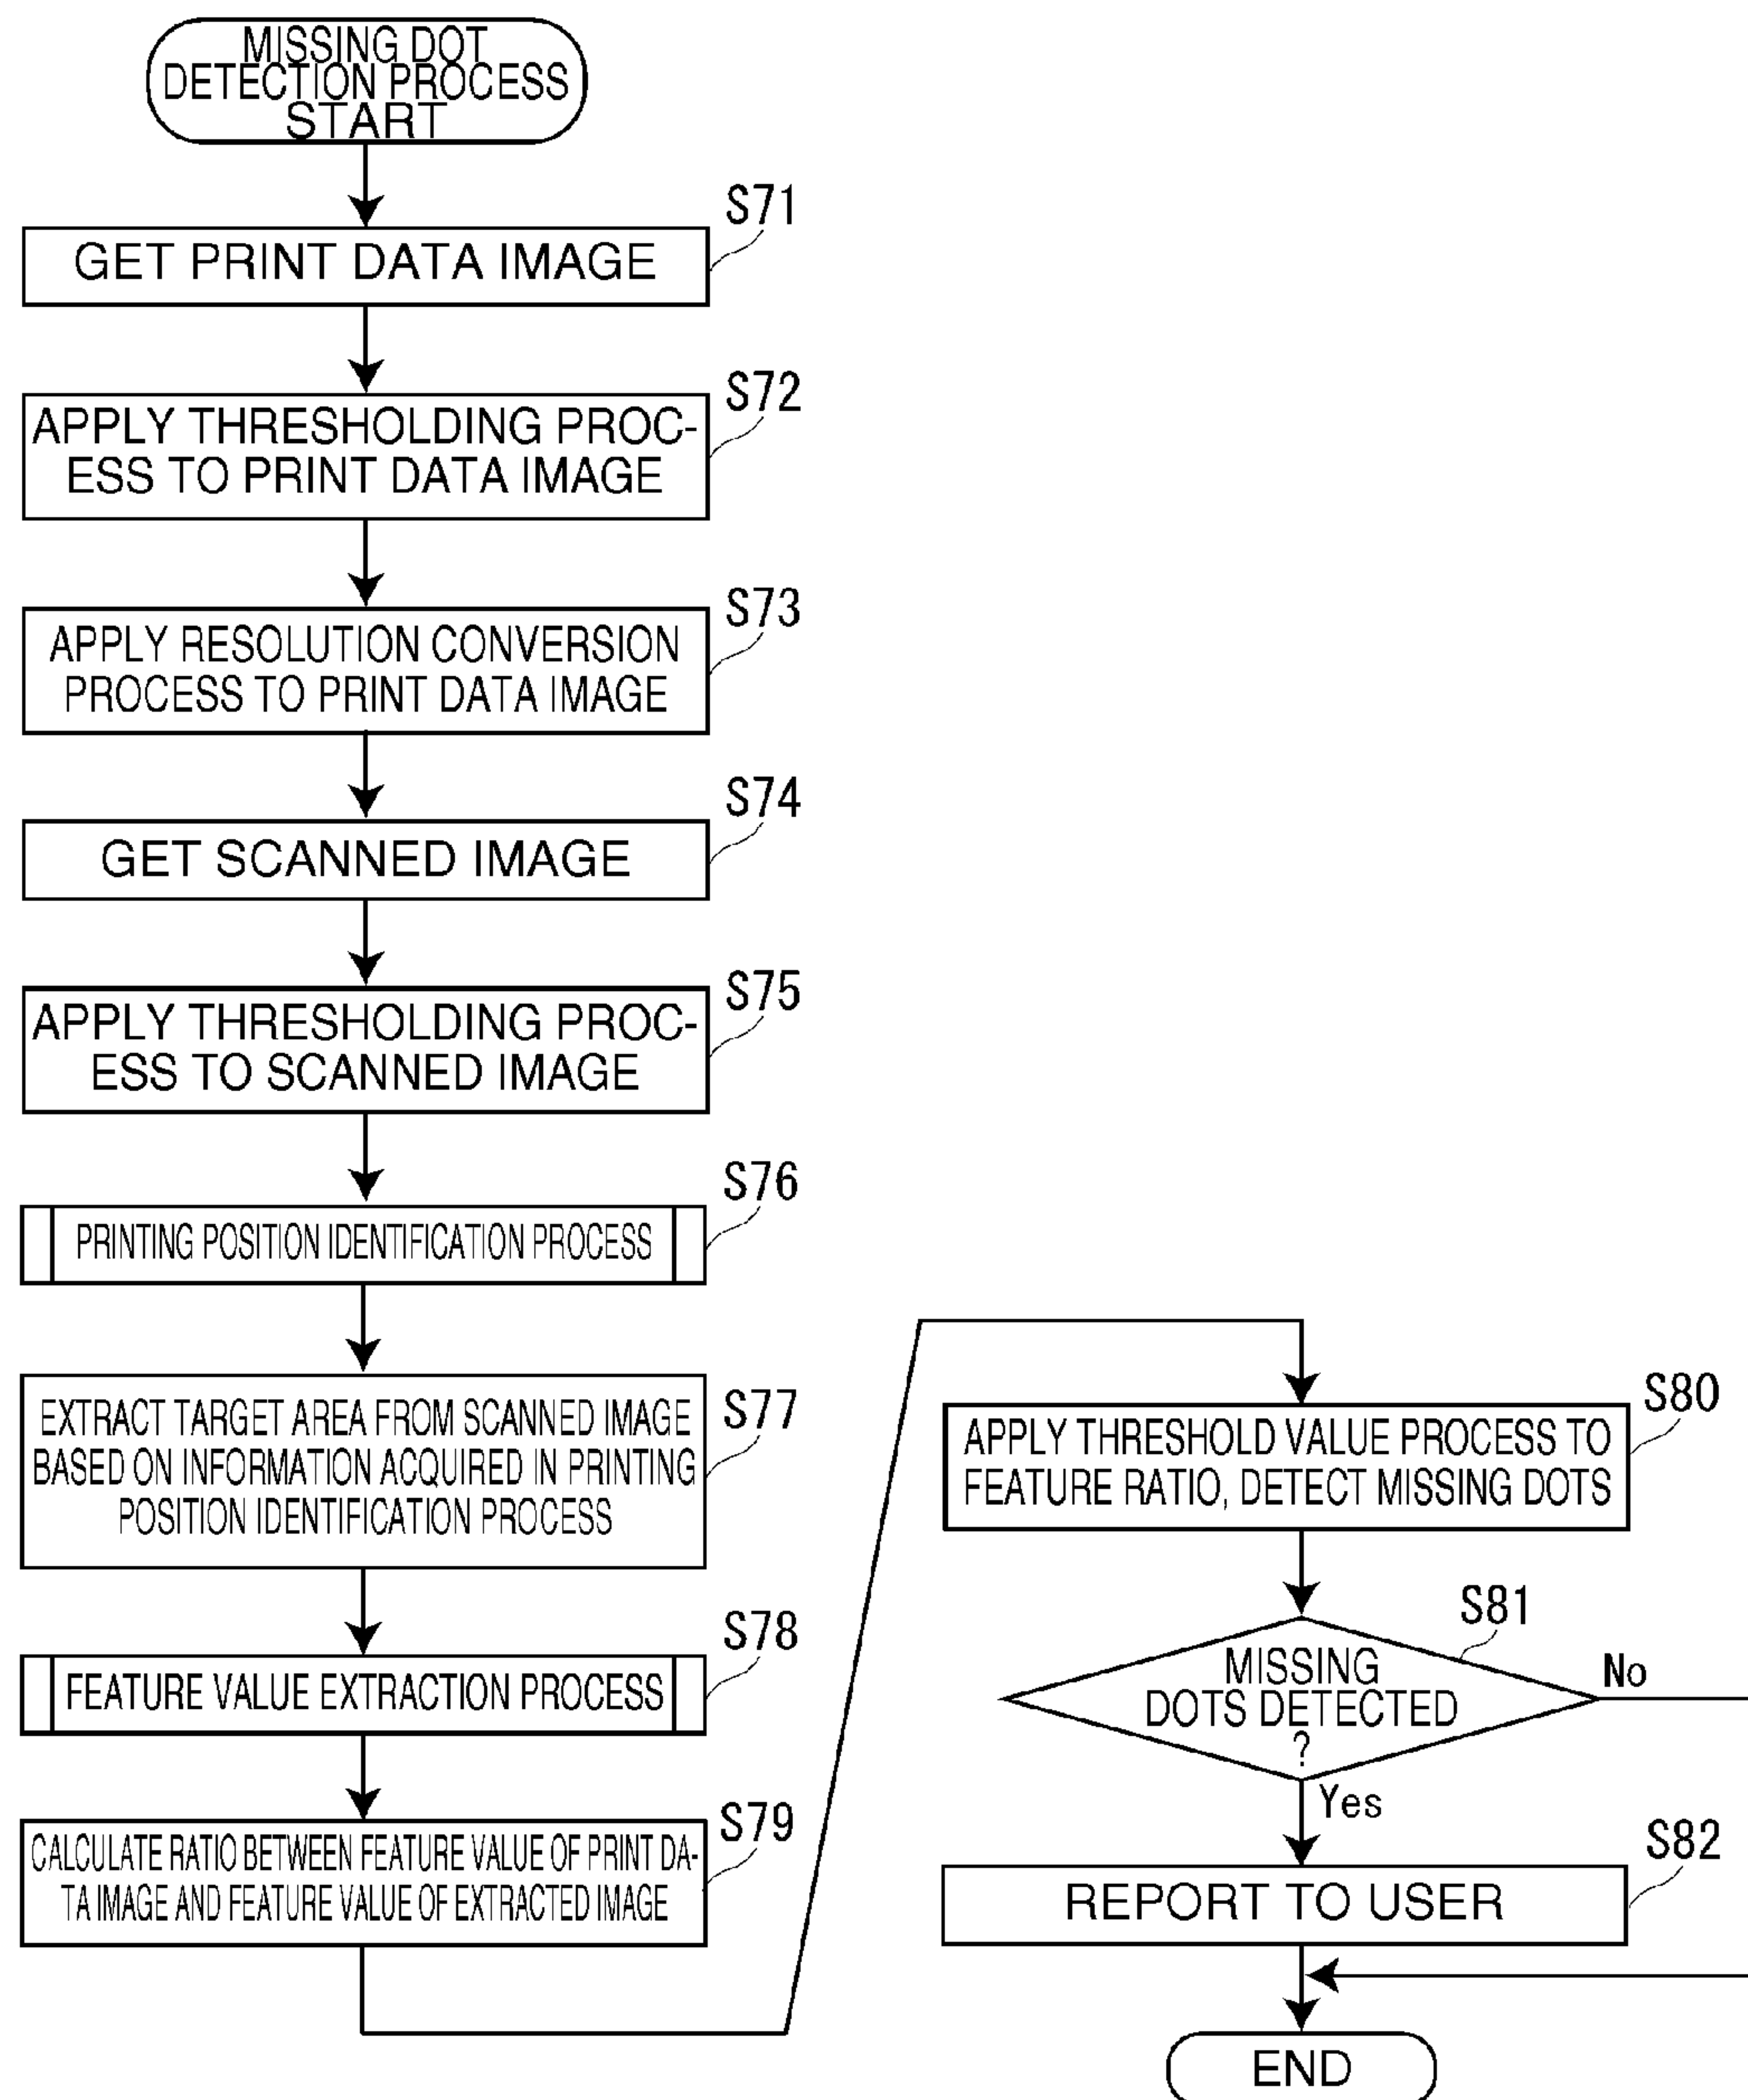 MISSING DOT
DETECTION PROCESS
START
S71
GET PRINT DATA IMAGE
S72
APPLY THRESHOLDING PROC-
ESS TO PRINT DATA IMAGE
S73
APPLY RESOLUTION CONVERSION
PROCESS TO PRINT DATA IMAGE
S74
GET SCANNED IMAGE
S75
APPLY THRESHOLDING PROC-
ESS TO SCANNED IMAGE
S76
PRINTING POSITION IDENTIFICATION PROCESS
S77
EXTRACT TARGET AREA FROM SCANNED IMAGE
BASED ON INFORMATION ACQUIRED IN PRINTING
POSITION IDENTIFICATION PROCESS
S78
FEATURE VALUE EXTRACTION PROCESS
S79
CALCULATE RATIO BETWEEN FEATURE VALUE OF PRINT DA-
TA IMAGE AND FEATURE VALUE OF EXTRACTED IMAGE
S80
APPLY THRESHOLD VALUE PROCESS TO
FEATURE RATIO, DETECT MISSING DOTS
S81
MISSING
DOTS DETECTED
?
No
Yes
S82
REPORT TO USER
END